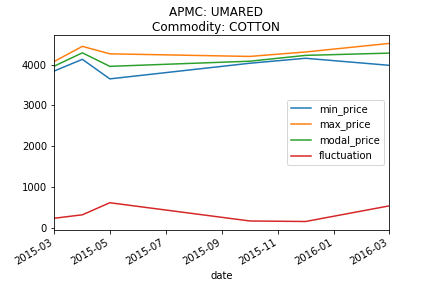 APMC: UMARED
Commodity: COTTON
4000
3000
2000
1000
0
min_price
max_price
modal_price
fluctuation
2015-03
2015-05
2015-07
2015-09
2015-11
2016-01
2016-03
date